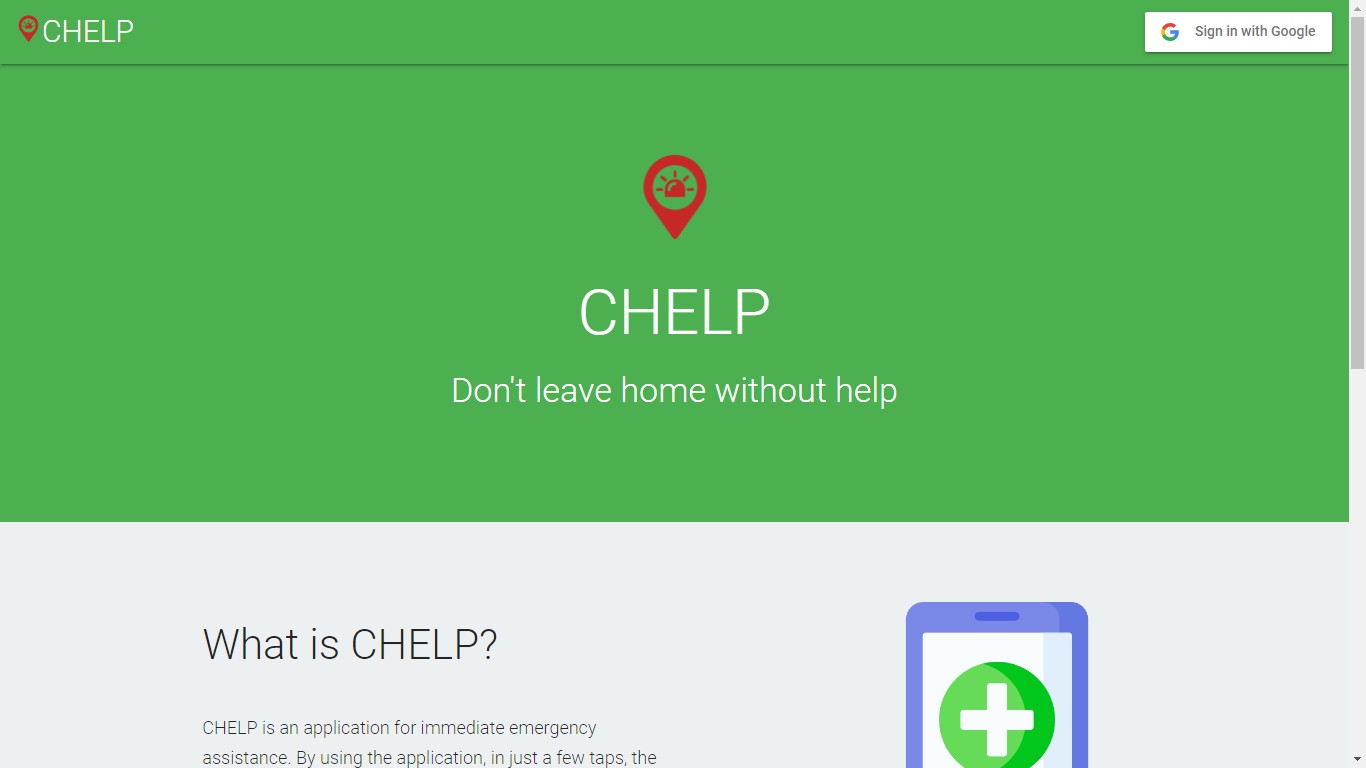 CHELP
Sign in with Google
CHELP
Don't leave home without help
What is CHELP?
CHELP is an application for immediate emergency
assistance. By using the application, in just a few taps, the